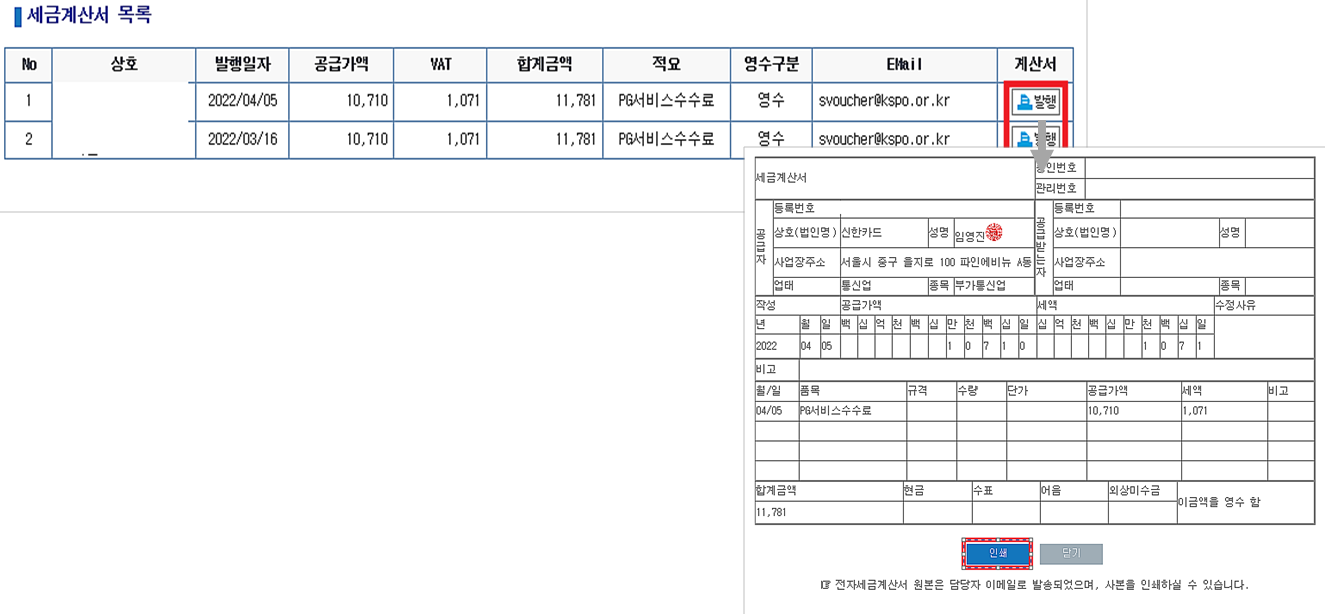 세금계산서 목록
No 상호 발행일자 공급가액 VAT 합계금액 적요 영수구분 EMail 계산서
1 2022/04/05 10,710 1,071 11,781 PG서비스수수료 영수 svoucher@kspo.or.kr 발행
2 2022/03/16 10,710 1,071 11,781 PG서비스수수료 영수 svoucher@kspo.or.kr 발행
세금계산서 승인번호
관리번호
공급자 등록번호 공급받는자 등록번호
상호(법인명) 신한카드 성명 임영진 상호(법인명) 성명
사업장주소 서울시 중구 을지로 100 파인에비뉴 A동 사업장주소
업태 통신업 종목 부가통신업 업태 종목
작성 공급가액 세액 수정사유
년 월 일 백 십 억 천 백 십 만 천 백 십 일 십 억 천 백 십 만 천 백 십 일
2022 04 05 1 0 7 1 0 1 0 7 1
비고
월/일 품목 규격 수량 단가 공급가액 세액 비고
04/05 PG서비스수수료 10,710 1,071
합계금액 현금 수표 어음 외상미수금 이금액을 영수 함
11,781
인쇄 닫기
☞ 전자세금계산서 원본은 담당자 이메일로 발송되었으며, 사본을 인쇄하실 수 있습니다.